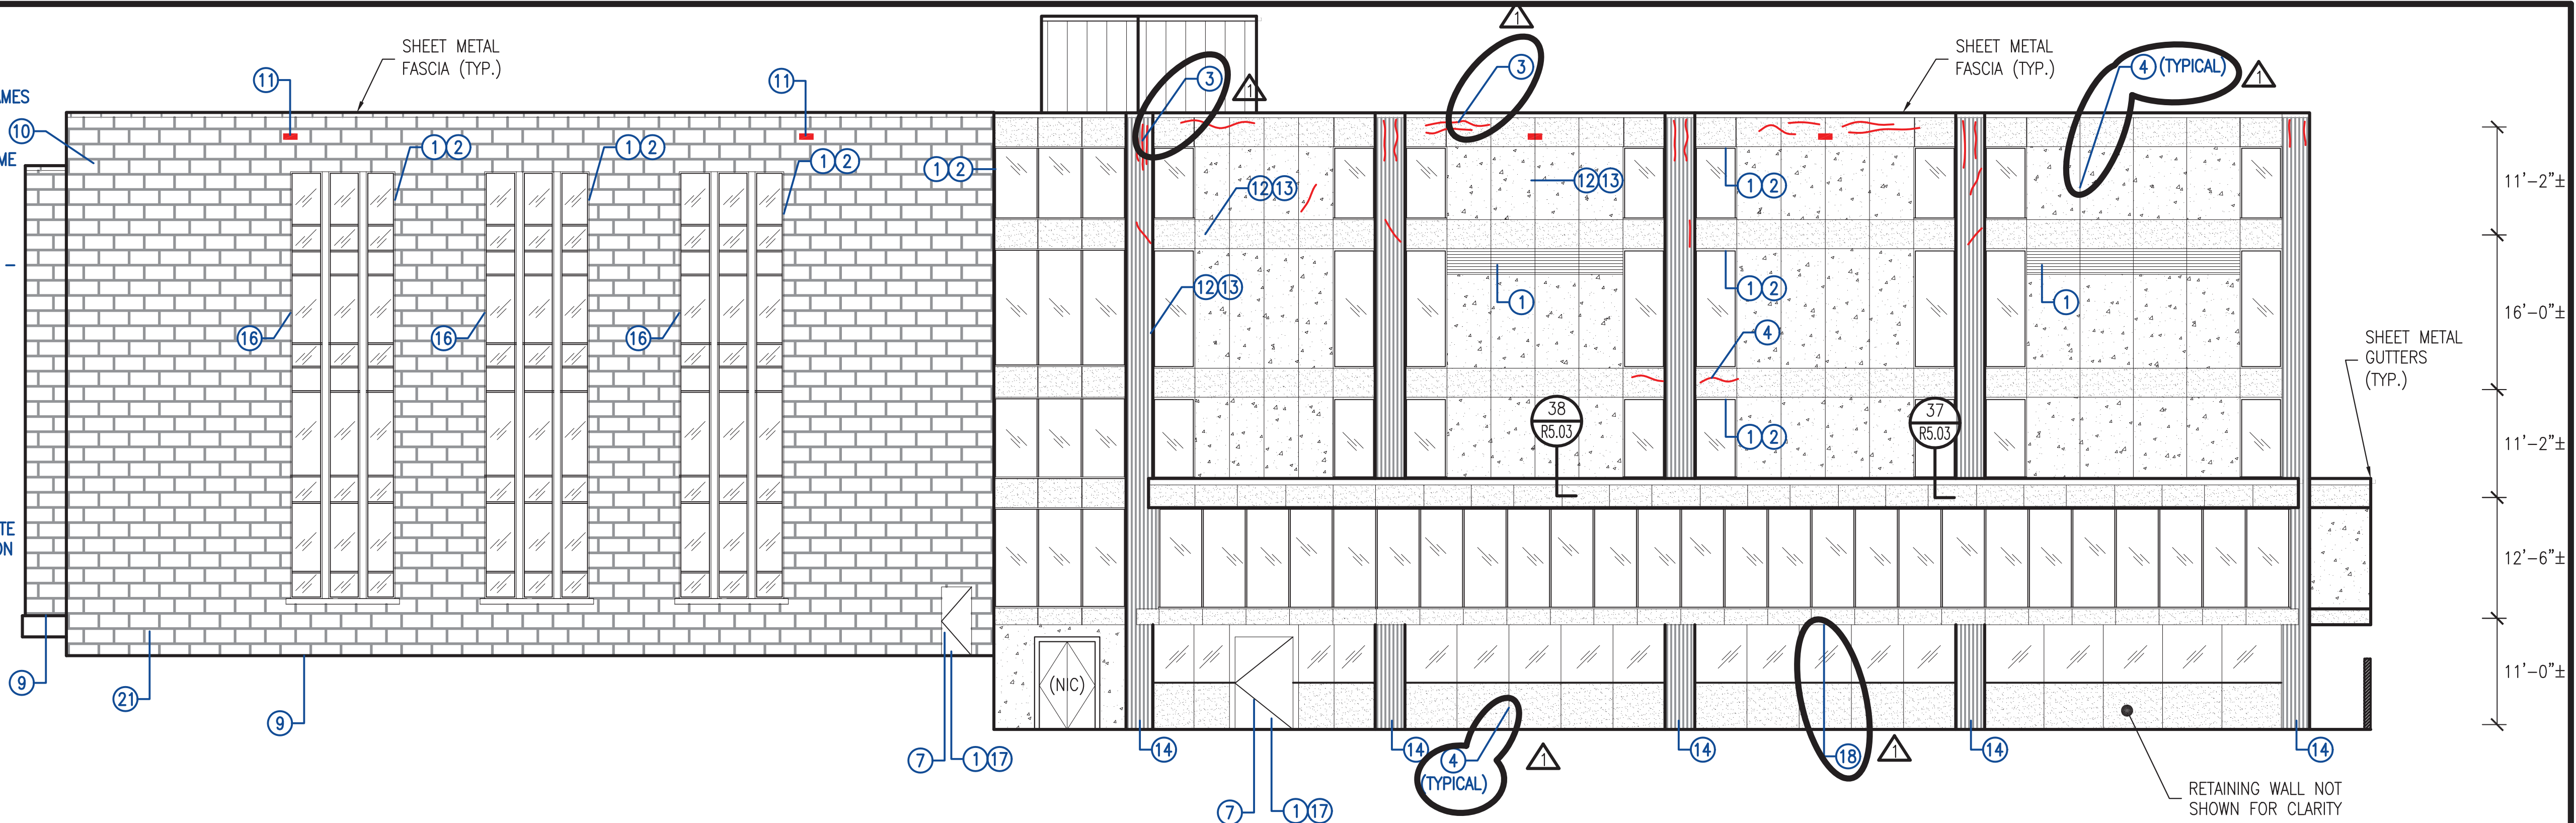 SHEET METAL
FASCIA (TYP.)
AMES
10
ME
–
TE
ON
11
11
1 2
1 2
1 2
1 2
16
16
16
9
21
9
7
1 17
3
1
1
3
SHEET METAL
FASCIA (TYP.)
4 (TYPICAL)
1
12 13
12 13
12 13
1 2
1
1 2
1
4
38
R5.03
37
R5.03
1 2
(NIC)
14
14
14
14
14
7
1 17
4
(TYPICAL)
1
18
1
11'-2"±
16'-0"±
11'-2"±
12'-6"±
11'-0"±
SHEET METAL
GUTTERS
(TYP.)
RETAINING WALL NOT
SHOWN FOR CLARITY